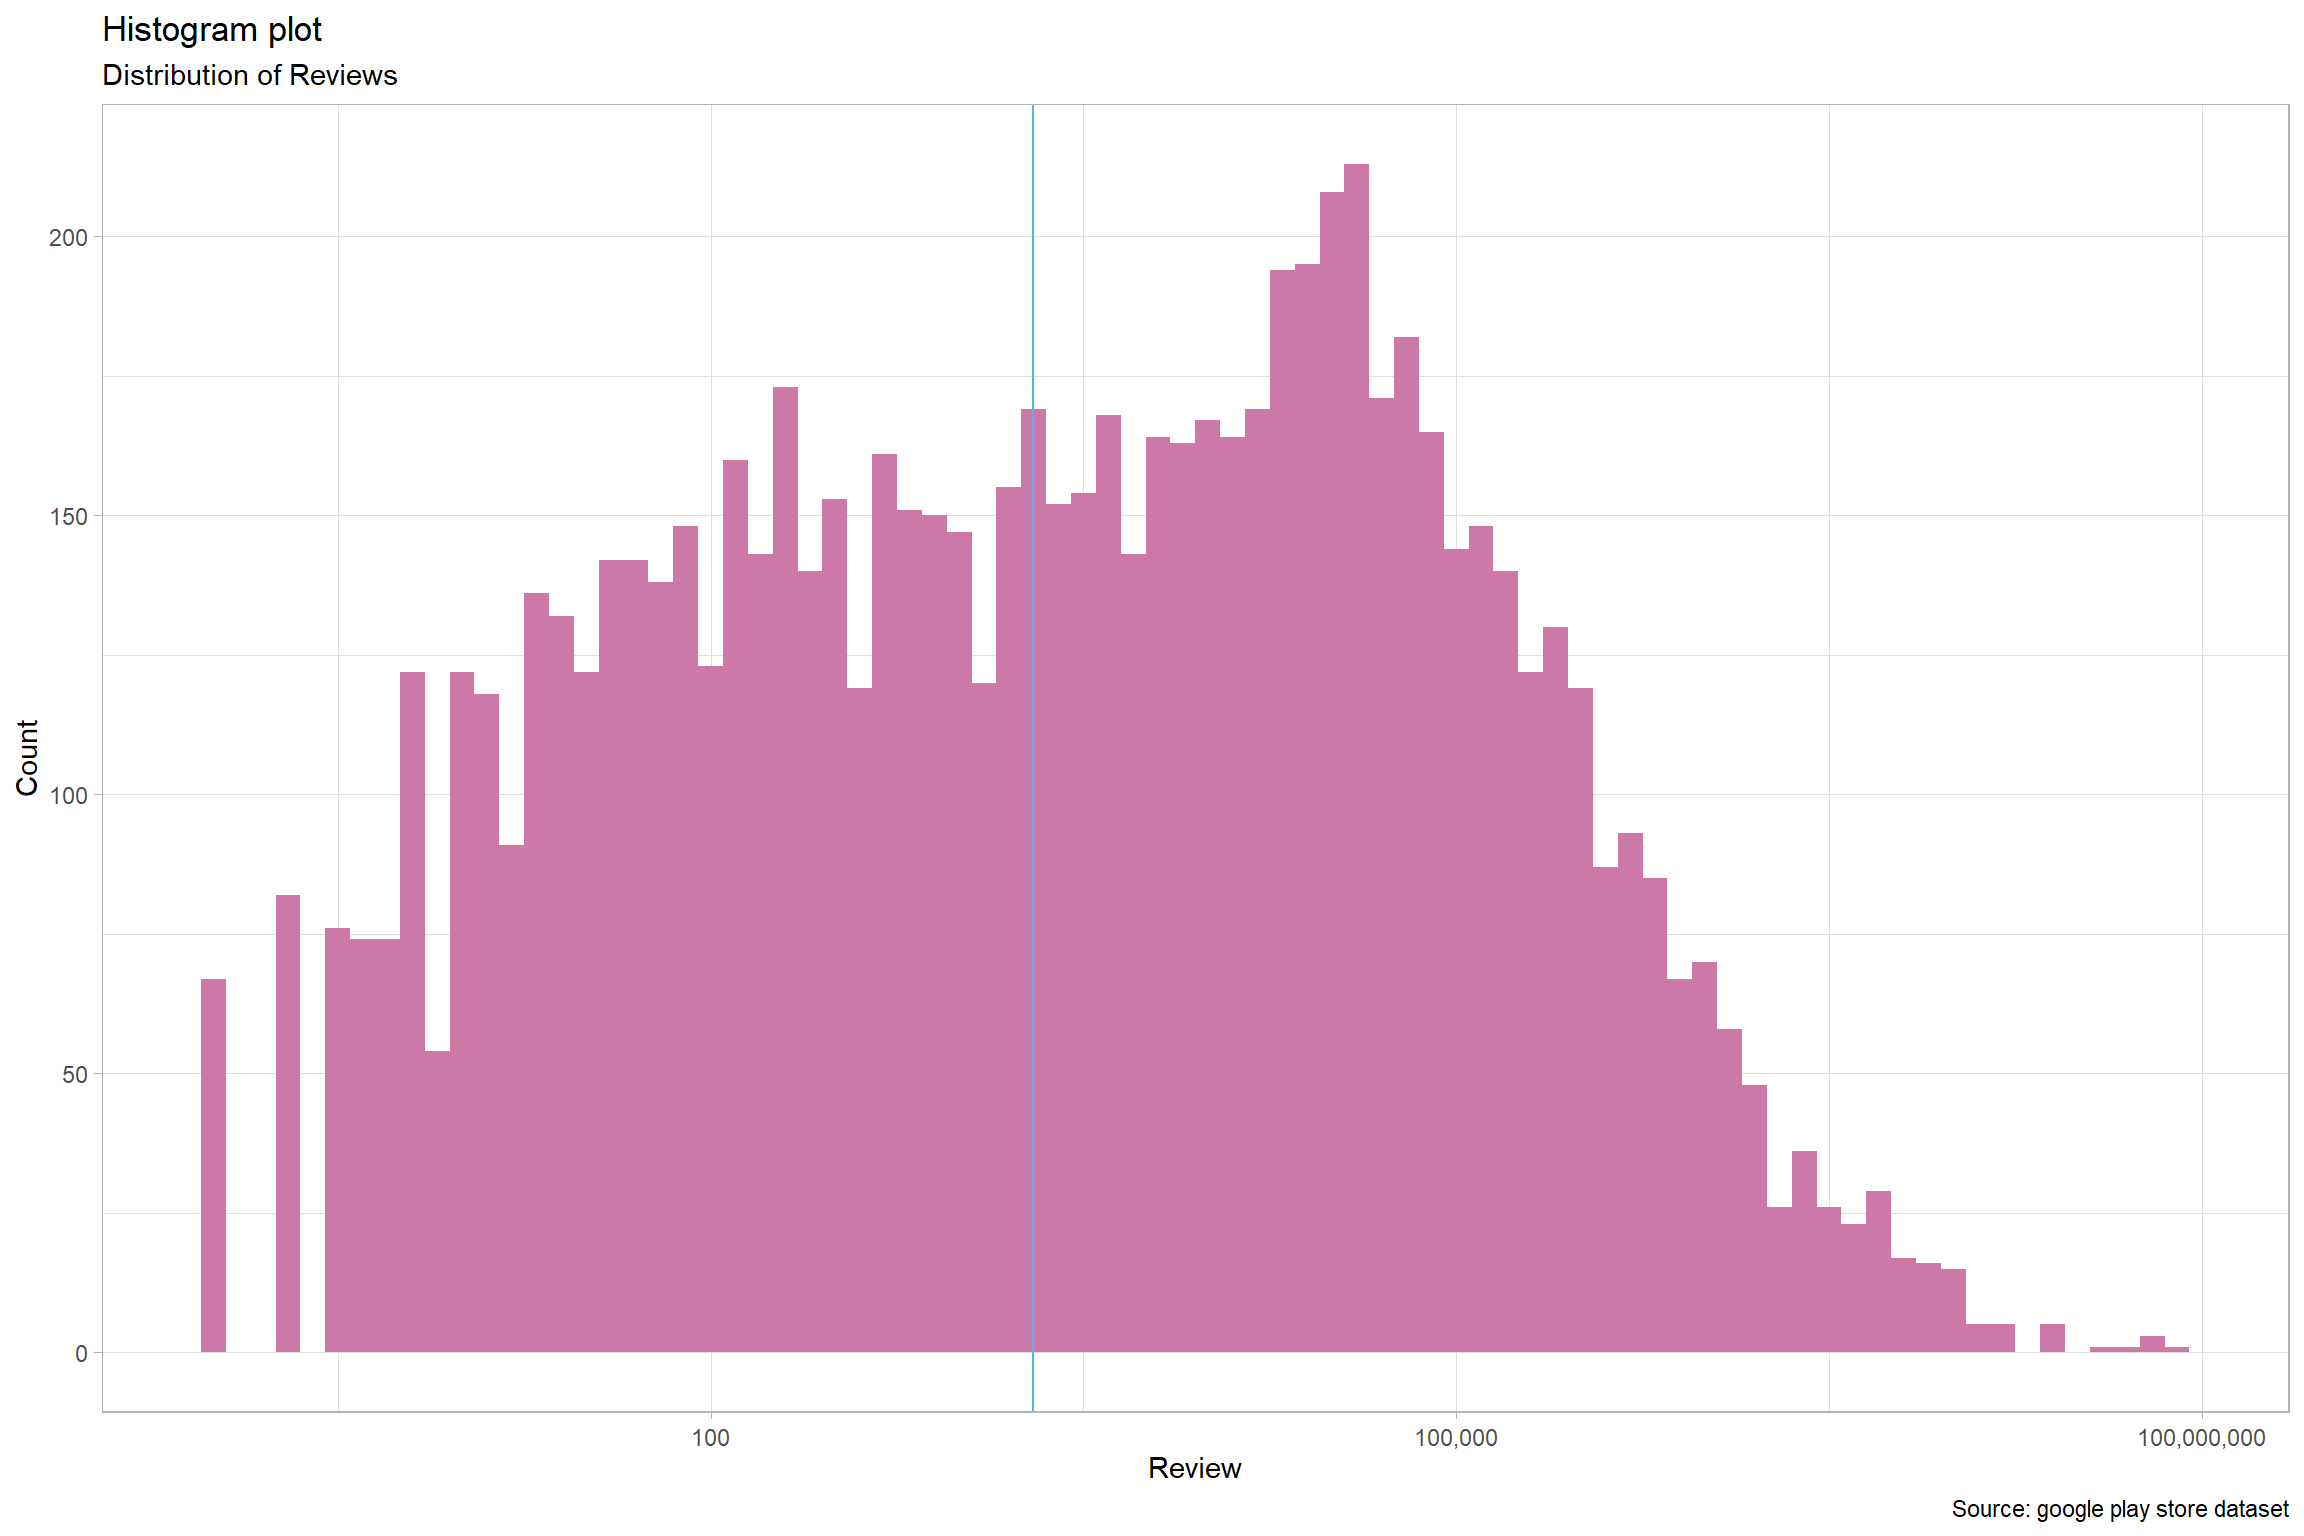 Histogram plot
Distribution of Reviews
200
150
100
50
0
Count
100
100,000
100,000,000
Review
Source: google play store dataset